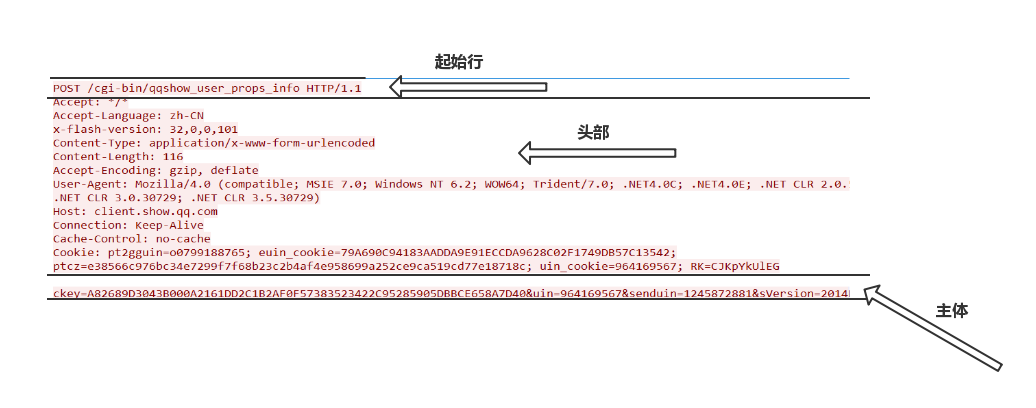 起始行
POST /cgi-bin/qqshow_user_props_info HTTP/1.1
Accept: */*
Accept-Language: zh-CN
x-flash-version: 32,0,0,101
头部
Content-Type: application/x-www-form-urlencoded
Content-Length: 116
Accept-Encoding: gzip, deflate
User-Agent: Mozilla/4.0 (compatible; MSIE 7.0; Windows NT 6.2; WOW64; Trident/7.0; .NET4.0C; .NET4.0E; .NET CLR 2.0.
.NET CLR 3.0.30729; .NET CLR 3.5.30729)
Host: client.show.qq.com
Connection: Keep-Alive
Cache-Control: no-cache
Cookie: pt2gguin=o0799188765; euin_cookie=79A690C94183AADDA9E91ECCDA9628C02F1749DB57C13542;
ptcz=e38566c976bc34e7299f7f68b23c2b4af4e958699a252ce9ca519cd77e18718c; uin_cookie=964169567; RK=CJKpYkUlEG
ckey=A82689D3043B000A2161DD2C1B2AF0F57383523422C95285905DBBCE658A7D40&uin=964169567&senduin=1245872881&sVersion=2014
主体